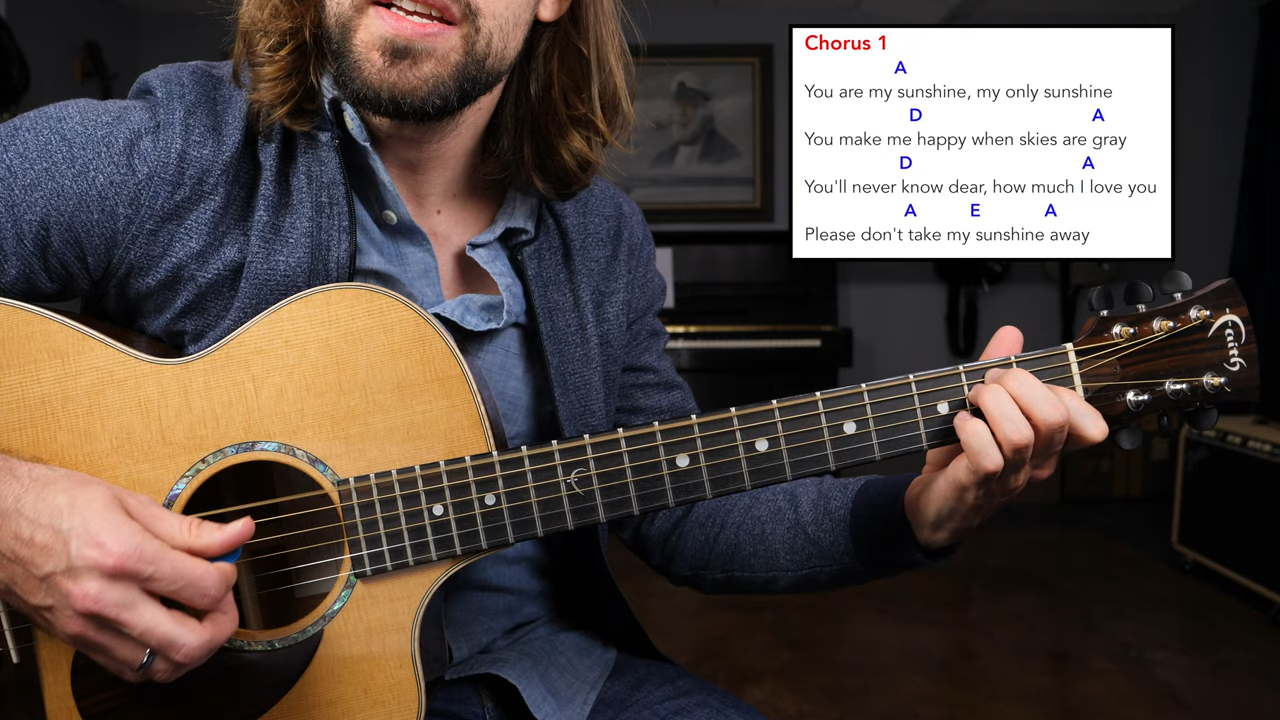 Chorus 1
A
You are my sunshine, my only sunshine
D A
You make me happy when skies are gray
D A
You'll never know dear, how much I love you
A E A
Please don't take my sunshine away
Faith